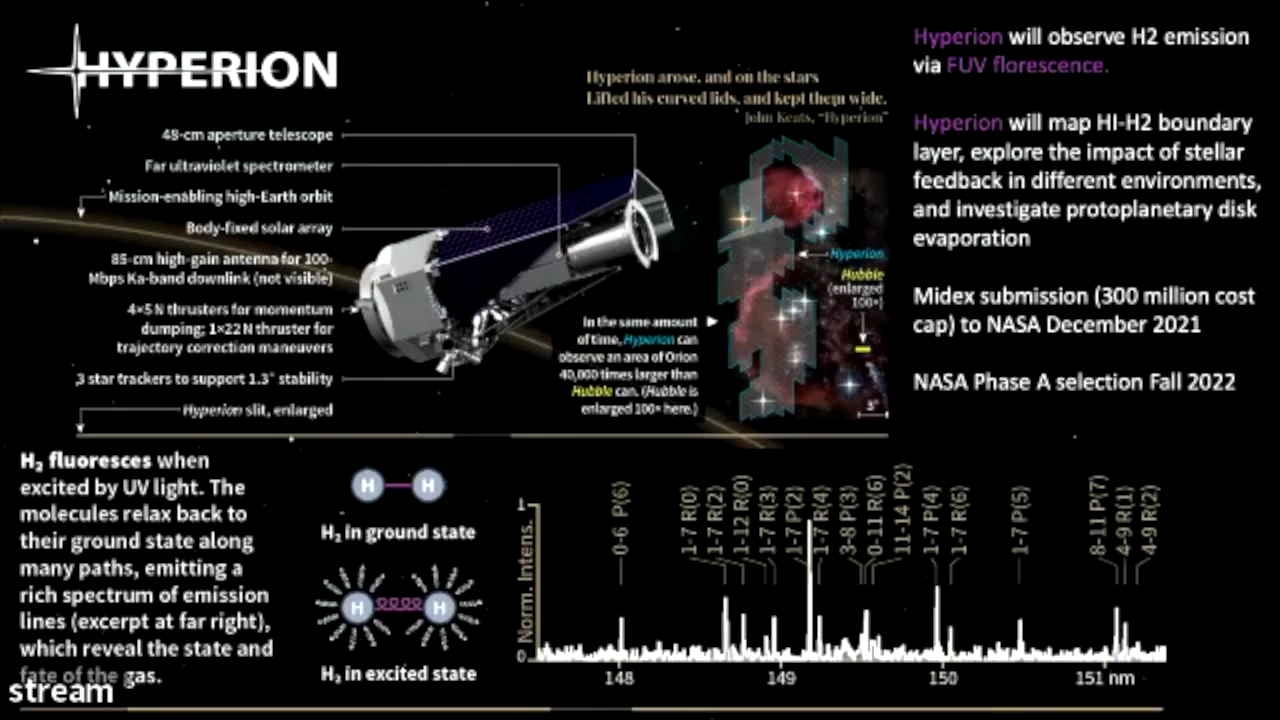 HYPERION
Hyperion arose, and on the stars
Lifted his curved lids, and kept them wide.
John Keats, "Hyperion"
48-cm aperture telescope
Far ultraviolet spectrometer
Mission-enabling high-Earth orbit
Body-fixed solar array
85-cm high-gain antenna for 100-
Mbps Ka-band downlink (not visible)
4×5 N thrusters for momentum
dumping; 1×22 N thruster for
trajectory correction maneuvers
3 star trackers to support 1.3" stability
Hyperion slit, enlarged
Hyperion
Hubble
(enlarged
100×)
In the same amount
of time, Hyperion can
observe an area of Orion
40,000 times larger than
Hubble can. (Hubble is
enlarged 100× here.)
3°
Hyperion will observe H2 emission
via FUV florescence.
Hyperion will map HI-H2 boundary
layer, explore the impact of stellar
feedback in different environments,
and investigate protoplanetary disk
evaporation
Midex submission (300 million cost
cap) to NASA December 2021
NASA Phase A selection Fall 2022
H₂ fluoresces when
excited by UV light. The
molecules relax back to
their ground state along
many paths, emitting a
rich spectrum of emission
lines (excerpt at far right),
which reveal the state and
fate of the gas.
stream
H H
H₂ in ground state
H H
H₂ in excited state
Norm. Intens.
1
0
0-6 P(6)
1-7 R(0)
1-7 R(2)
1-12 R(0)
1-7 R(3)
1-7 P(2)
1-7 R(4)
3-8 P(3)
0-11 R(6)
11-14 P(2)
1-7 P(4)
1-7 R(6)
1-7 P(5)
8-11 P(7)
4-9 R(1)
4-9 R(2)
148 149 150 151 nm